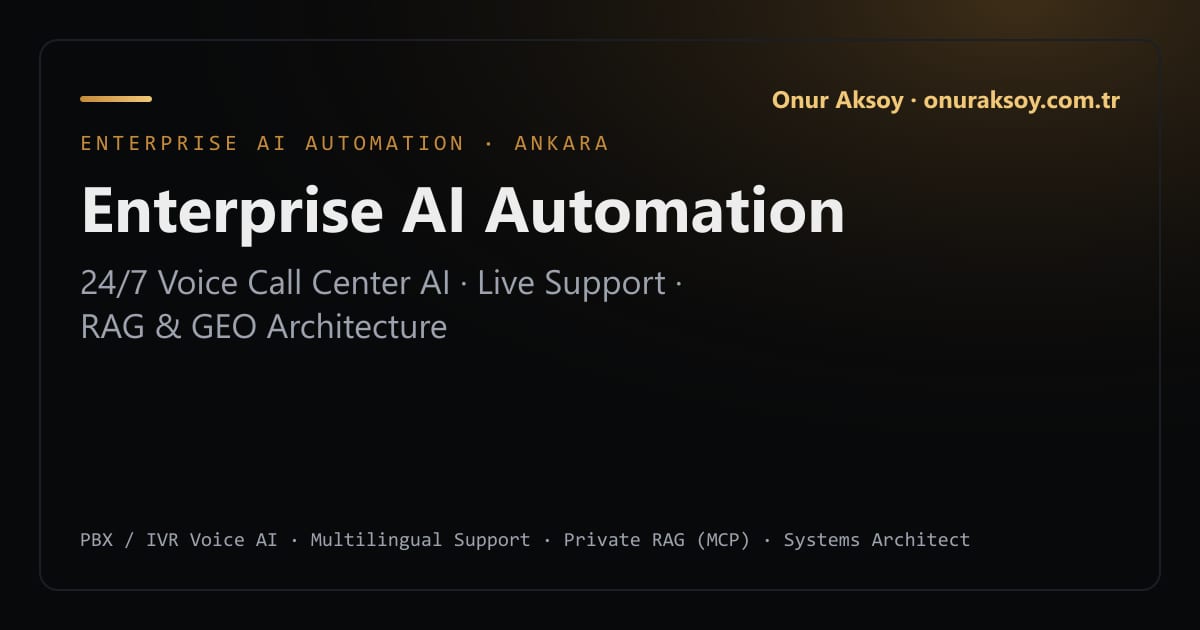 Onur Aksoy · onuraksoy.com.tr
ENTERPRISE AI AUTOMATION · ANKARA
Enterprise AI Automation
24/7 Voice Call Center AI · Live Support ·
RAG & GEO Architecture
PBX / IVR Voice AI · Multilingual Support · Private RAG (MCP) · Systems Architect